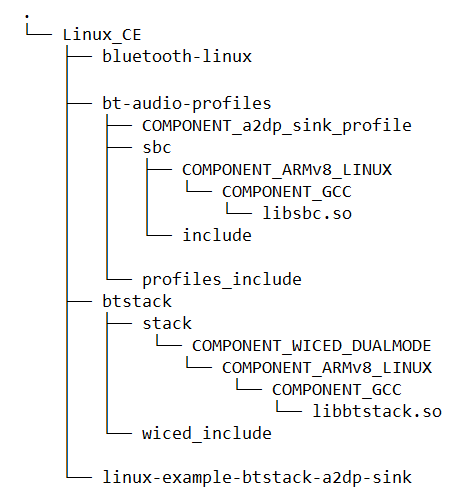 .
└── Linux_CE
    ├── bluetooth-linux
    │
    ├── bt-audio-profiles
    │   ├── COMPONENT_a2dp_sink_profile
    │   ├── sbc
    │   │   ├── COMPONENT_ARMv8_LINUX
    │   │   │   └── COMPONENT_GCC
    │   │   │       └── libsbc.so
    │   │   └── include
    │   │
    │   └── profiles_include
    ├── btstack
    │   ├── stack
    │   │    └── COMPONENT_WICED_DUALMODE
    │   │       └── COMPONENT_ARMv8_LINUX
    │   │            └── COMPONENT_GCC
    │   │                └── libbtstack.so
    │   └── wiced_include
    │
    └── linux-example-btstack-a2dp-sink